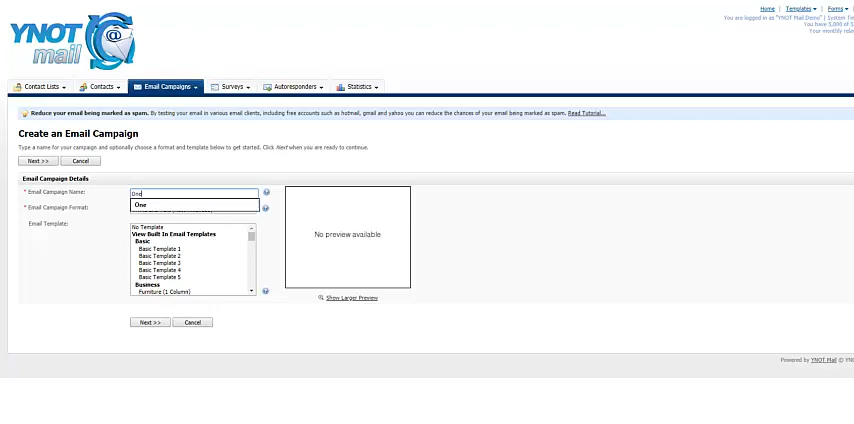 Home | Templates | Forms
You are logged in as "YNOT Mail Demo" | System Tim
You have 5,000 of 5
Your monthly rese
YNOT
mail
@
Contact Lists Contacts Email Campaigns Surveys Autoresponders Statistics
Reduce your email being marked as spam. By testing your email in various email clients, including free accounts such as hotmail, gmail and yahoo you can reduce the chances of your email being marked as spam. Read Tutorial...
Create an Email Campaign
Type a name for your campaign and optionally choose a format and template below to get started. Click Next when you are ready to continue.
Next >> Cancel
Email Campaign Details
* Email Campaign Name: One
One
* Email Campaign Format:
Email Template:
No Template
View Built In Email Templates
Basic
Basic Template 1
Basic Template 2
Basic Template 3
Basic Template 4
Basic Template 5
Business
Furniture (1 Column)
No preview available
Show Larger Preview
Next >> Cancel
Powered by YNOT Mail © YNO